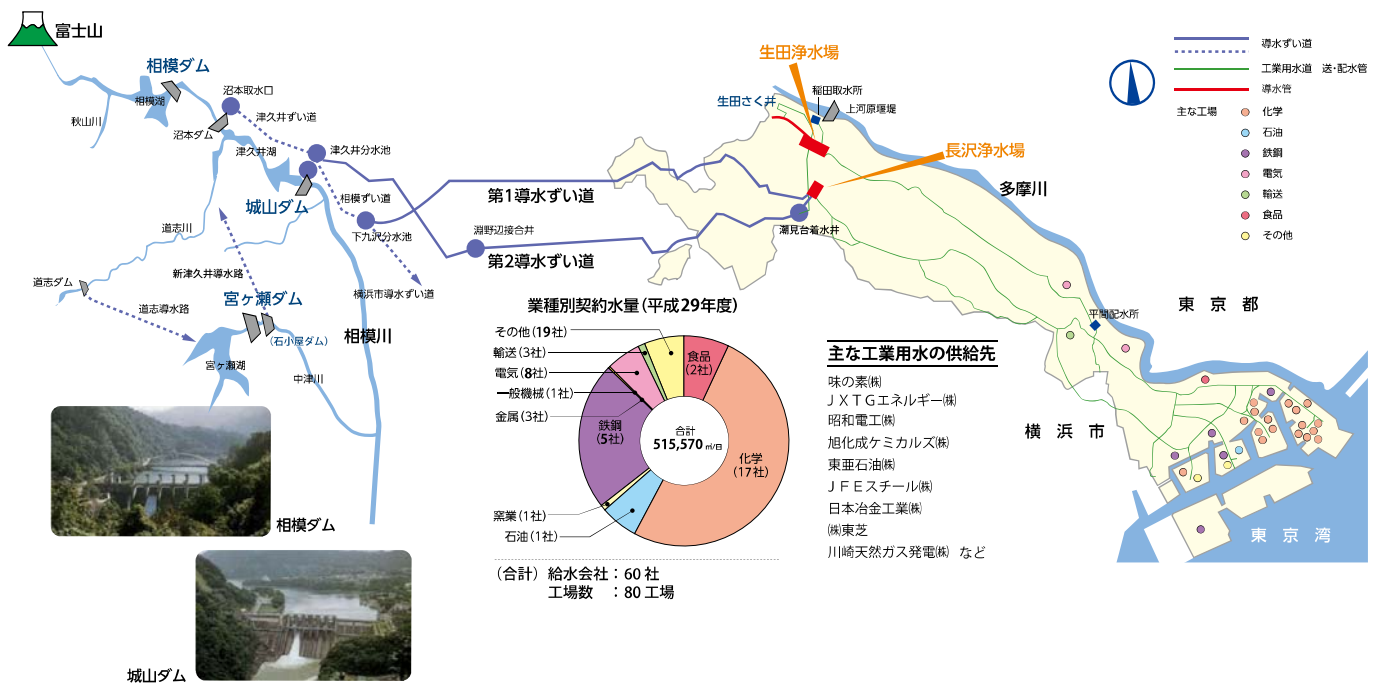 富士山
相模ダム
相模湖
秋山川
沼本取水口
津久井ずい道
沼本ダム
津久井湖
津久井分水池
城山ダム
相模ずい道
下九沢分水池
道志川
新津久井導水路
道志ダム
道志導水路
宮ヶ瀬ダム
(石小屋ダム)
宮ヶ瀬湖
中津川
相模川
横浜市導水ずい道
淵野辺接合井
第1導水ずい道
第2導水ずい道
生田浄水場
生田さく井
稲田取水所
上河原堰堤
長沢浄水場
潮見台着水井
多摩川
平間配水所
東京都
横浜市
東京湾
導水ずい道
工業用水道 送・配水管
導水管
主な工場
化学
石油
鉄鋼
電気
輸送
食品
その他
業種別契約水量(平成29年度)
その他(19社)
輸送(3社)
電気(8社)
一般機械(1社)
金属(3社)
鉄鋼
(5社)
窯業(1社)
石油(1社)
食品
(2社)
化学
(17社)
合計
515,570 ㎥/日
(合計) 給水会社:60社
工場数 :80工場
主な工業用水の供給先
味の素㈱
JXTGエネルギー㈱
昭和電工㈱
旭化成ケミカルズ㈱
東亜石油㈱
JFEスチール㈱
日本冶金工業㈱
㈱東芝
川崎天然ガス発電㈱ など
相模ダム
城山ダム